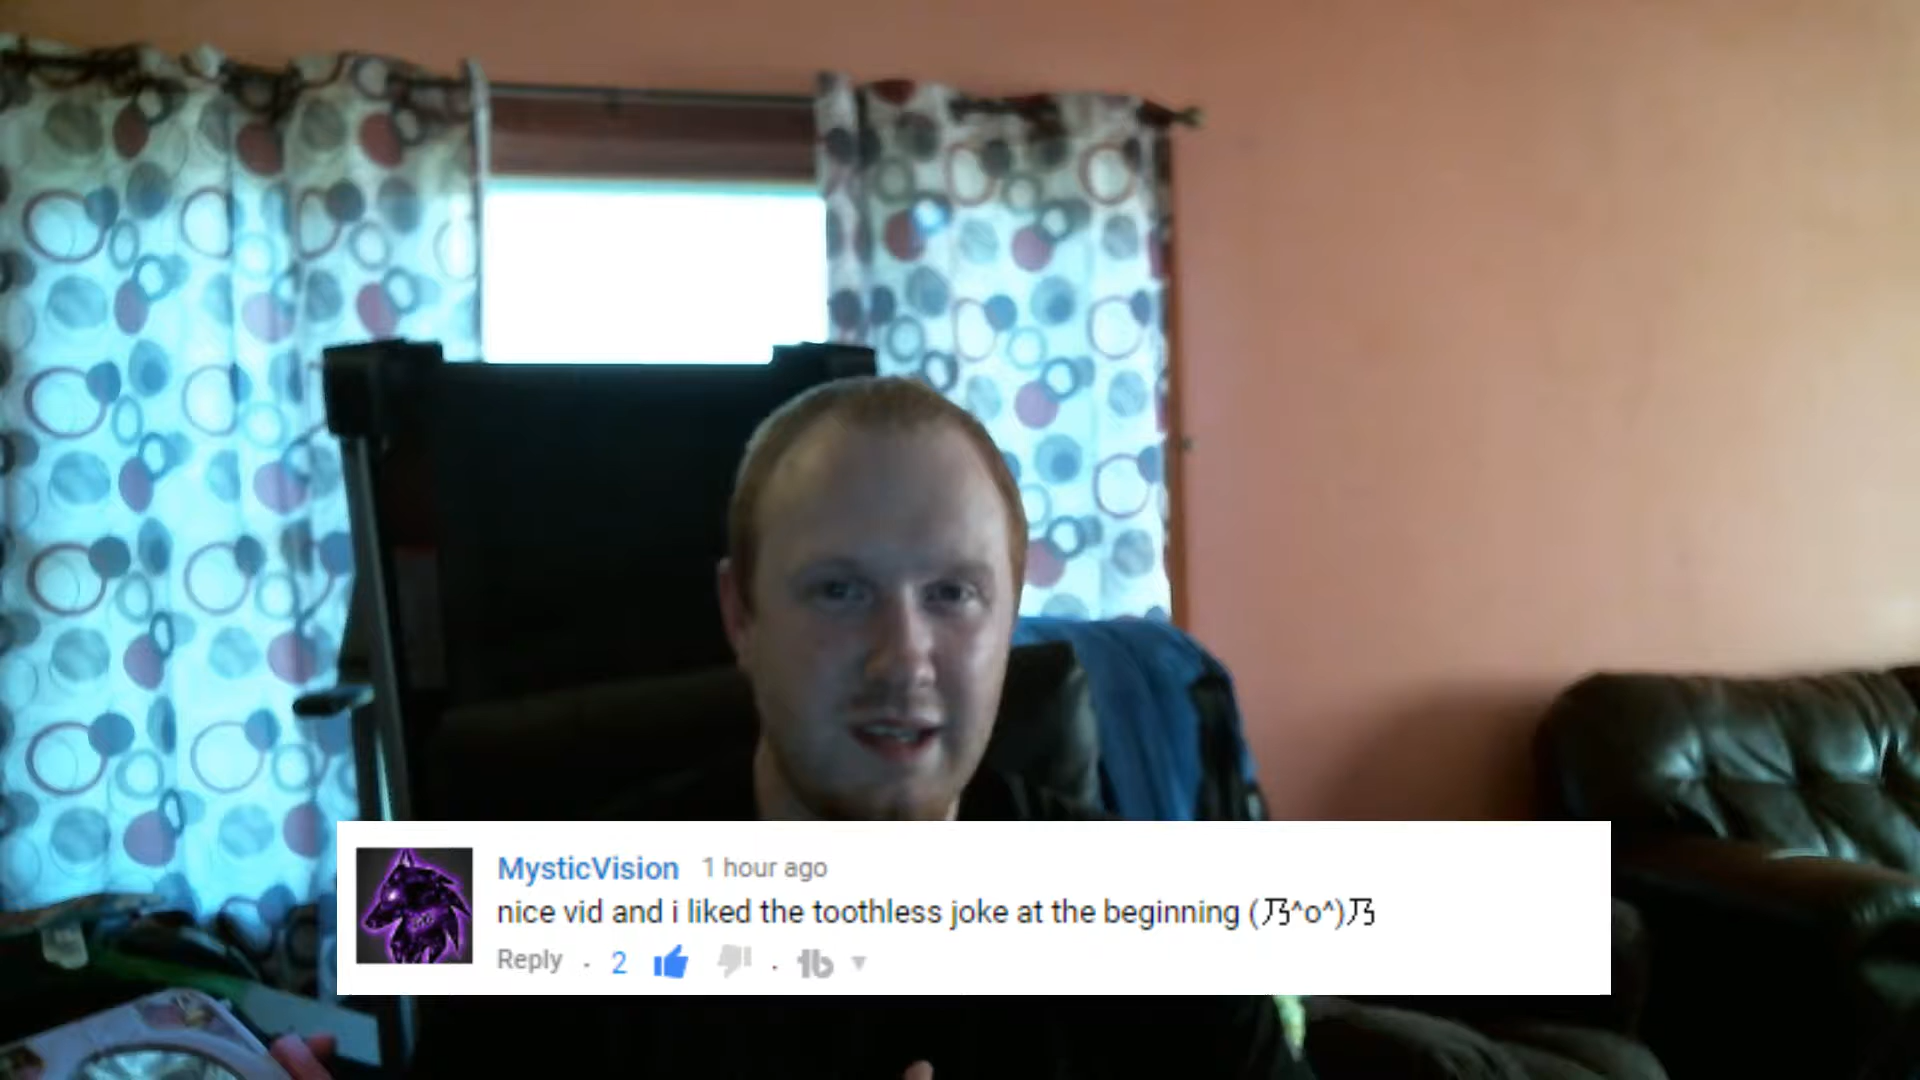 MysticVision 1 hour ago
nice vid and i liked the toothless joke at the beginning (乃^o^)乃
Reply · 2 ·